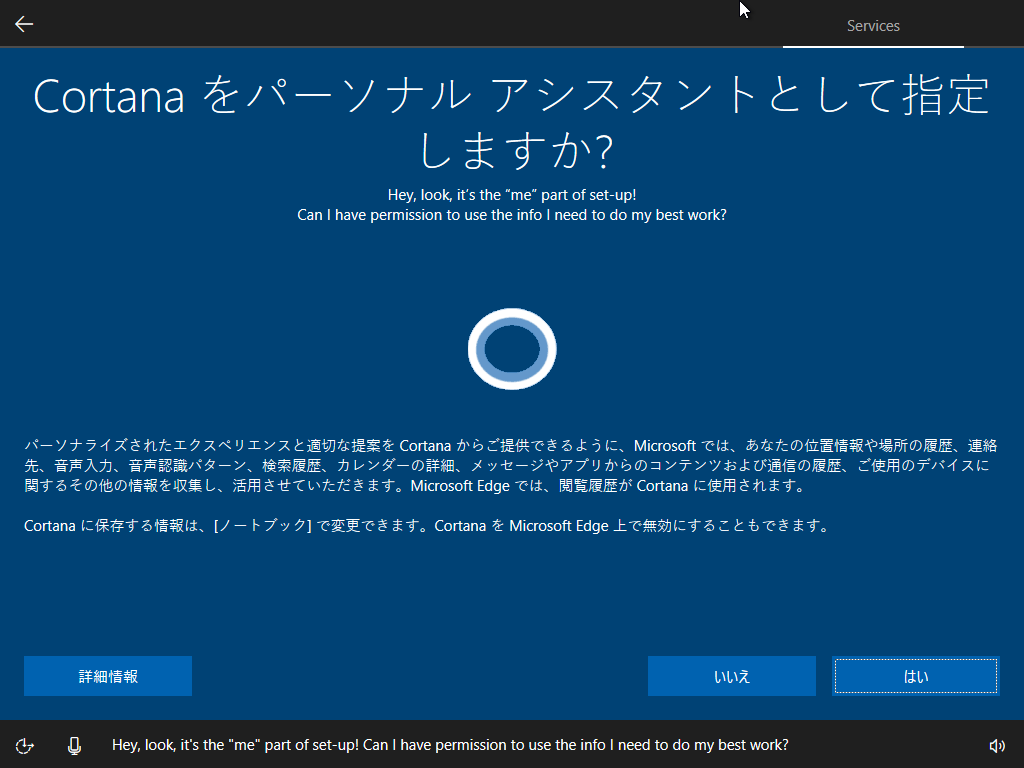 Services
Cortana をパーソナル アシスタントとして指定
しますか?
Hey, look, it's the “me” part of set-up!
Can I have permission to use the info I need to do my best work?
パーソナライズされたエクスペリエンスと適切な提案を Cortana からご提供できるように、Microsoft では、あなたの位置情報や場所の履歴、連絡
先、音声入力、音声認識パターン、検索履歴、カレンダーの詳細、メッセージやアプリからのコンテンツおよび通信の履歴、ご使用のデバイスに
関するその他の情報を収集し、活用させていただきます。Microsoft Edge では、閲覧履歴が Cortana に使用されます。
Cortana に保存する情報は、[ノートブック] で変更できます。Cortana を Microsoft Edge 上で無効にすることもできます。
詳細情報
いいえ
はい
Hey, look, it's the "me" part of set-up! Can I have permission to use the info I need to do my best work?